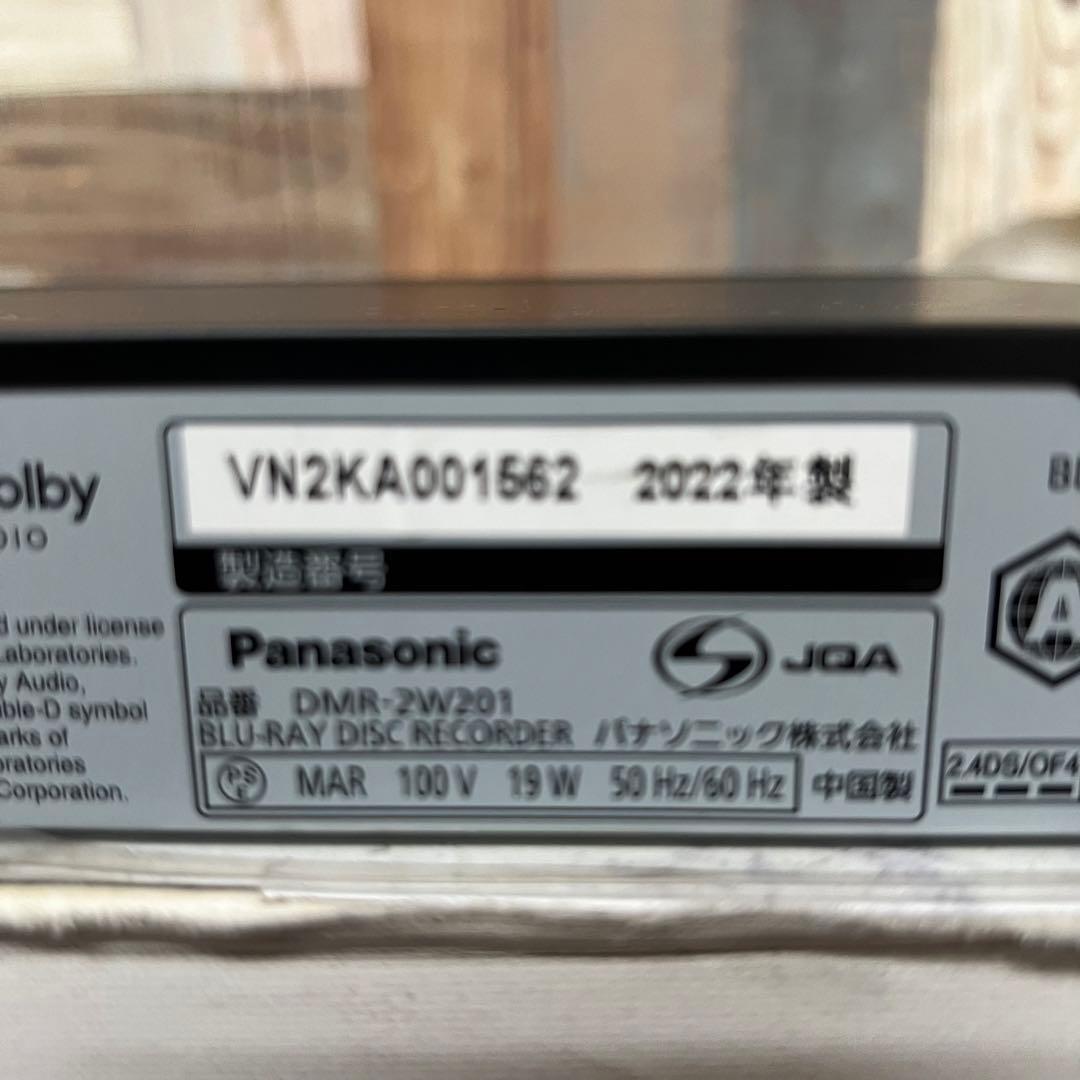 VN2KA001562 2022年製
製造番号
Panasonic JQA
品番 DMR-2W201
BLU-RAY DISC RECORDER パナソニック株式会社
PSE MAR 100V 19W 50Hz/60Hz 中国製
olby
DIO
d under license
Laboratories.
y Audio,
uble-D symbol
arks of
oratories
Corporation.
A
2.4DS/OF4